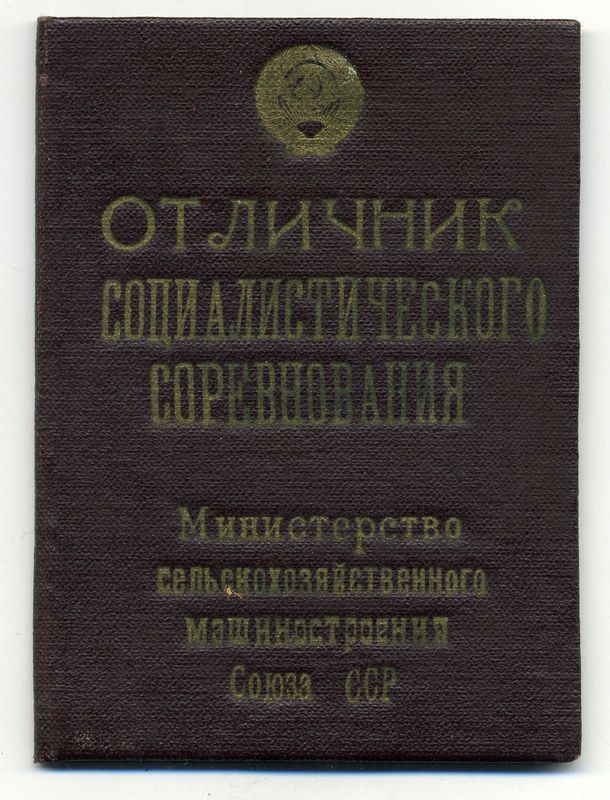 ОТЛИЧНИК
СОЦИАЛИСТИЧЕСКОГО
СОРЕВНОВАНИЯ
Министерство
сельскохозяйственного
машиностроения
Союза ССР